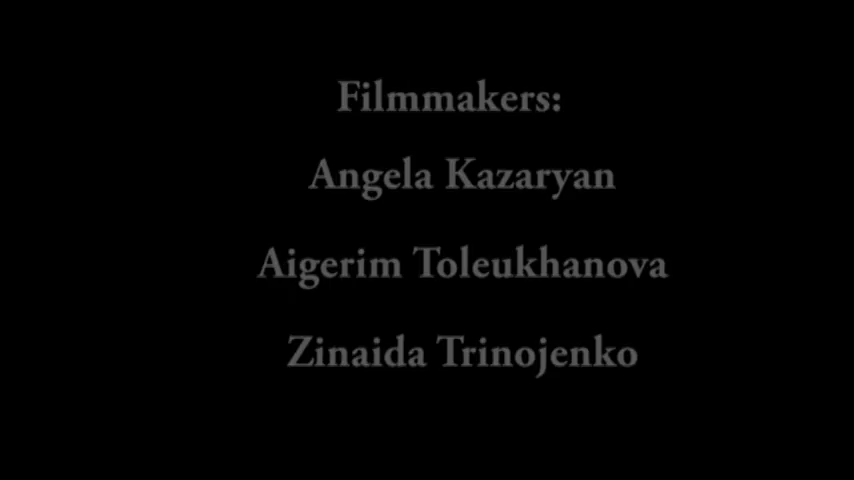 Filmmakers:
Angela Kazaryan
Aigerim Toleukhanova
Zinaida Trinojenko